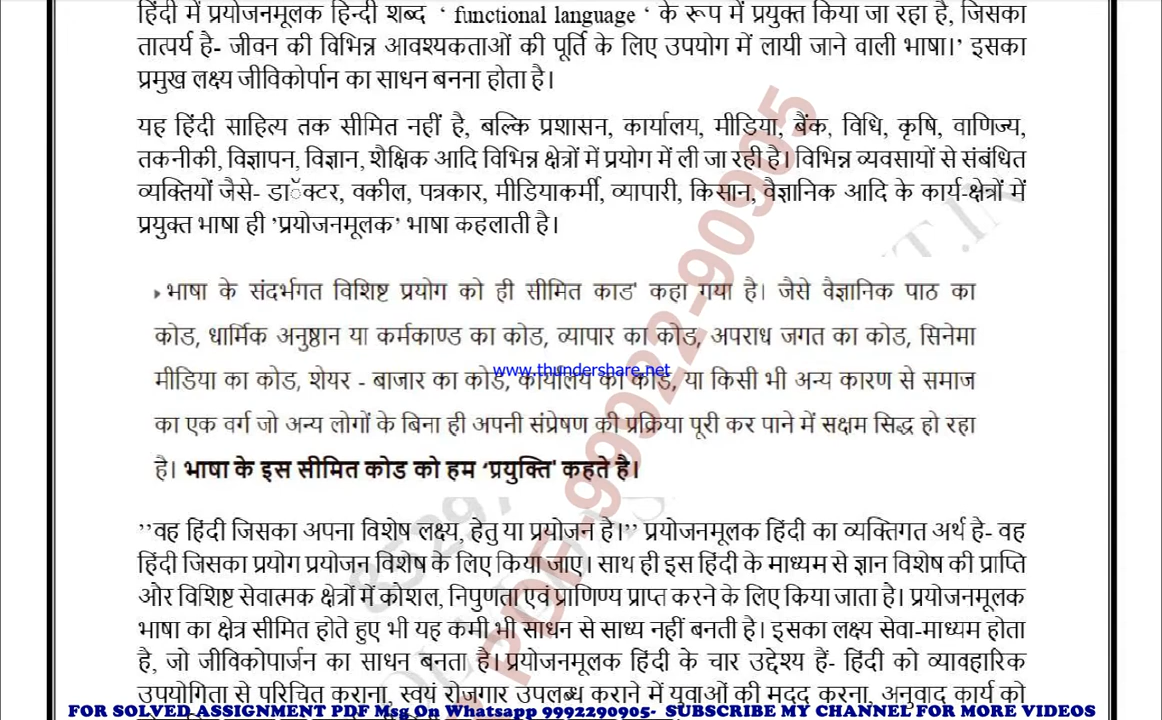 हिंदी में प्रयोजनमूलक हिन्दी शब्द ‘ functional language ‘ के रूप में प्रयुक्त किया जा रहा है, जिसका
तात्पर्य है- जीवन की विभिन्न आवश्यकताओं की पूर्ति के लिए उपयोग में लायी जाने वाली भाषा।’ इसका
प्रमुख लक्ष्य जीविकोर्पान का साधन बनना होता है।
यह हिंदी साहित्य तक सीमित नहीं है, बल्कि प्रशासन, कार्यालय, मीडिया, बैंक, विधि, कृषि, वाणिज्य,
तकनीकी, विज्ञापन, विज्ञान, शैक्षिक आदि विभिन्न क्षेत्रों में प्रयोग में ली जा रही है। विभिन्न व्यवसायों से संबंधित
व्यक्तियों जैसे- डाॅक्टर, वकील, पत्रकार, मीडियाकर्मी, व्यापारी, किसान, वैज्ञानिक आदि के कार्य-क्षेत्रों में
प्रयुक्त भाषा ही ’प्रयोजनमूलक’ भाषा कहलाती है।
भाषा के संदर्भगत विशिष्ट प्रयोग को ही सीमित काड' कहा गया है। जैसे वैज्ञानिक पाठ का
कोड, धार्मिक अनुष्ठान या कर्मकाण्ड का कोड, व्यापार का कोड, अपराध जगत का कोड, सिनेमा
मीडिया का कोड, शेयर - बाजार का कोड, कार्यालय का कोड, या किसी भी अन्य कारण से समाज
www.thundershare.net
का एक वर्ग जो अन्य लोगों के बिना ही अपनी संप्रेषण की प्रक्रिया पूरी कर पाने में सक्षम सिद्ध हो रहा
है। भाषा के इस सीमित कोड को हम ‘प्रयुक्ति' कहते है।
’’वह हिंदी जिसका अपना विशेष लक्ष्य, हेतु या प्रयोजन है।’’ प्रयोजनमूलक हिंदी का व्यक्तिगत अर्थ है- वह
हिंदी जिसका प्रयोग प्रयोजन विशेष के लिए किया जाए। साथ ही इस हिंदी के माध्यम से ज्ञान विशेष की प्राप्ति
ओर विशिष्ट सेवात्मक क्षेत्रों में कोशल, निपुणता एवं प्राणिण्य प्राप्त करने के लिए किया जाता है। प्रयोजनमूलक
भाषा का क्षेत्र सीमित होते हुए भी यह कमी भी साधन से साध्य नहीं बनती है। इसका लक्ष्य सेवा-माध्यम होता
है, जो जीविकोपार्जन का साधन बनता है। प्रयोजनमूलक हिंदी के चार उद्देश्य हैं- हिंदी को व्यावहारिक
उपयोगिता से परिचित कराना, स्वयं रोजगार उपलब्ध कराने में युवाओं की मदद करना, अनुवाद कार्य को
PDF-99922-90905
FOR SOLVED ASSIGNMENT PDF Msg On Whatsapp 9992290905- SUBSCRIBE MY CHANNEL FOR MORE VIDEOS